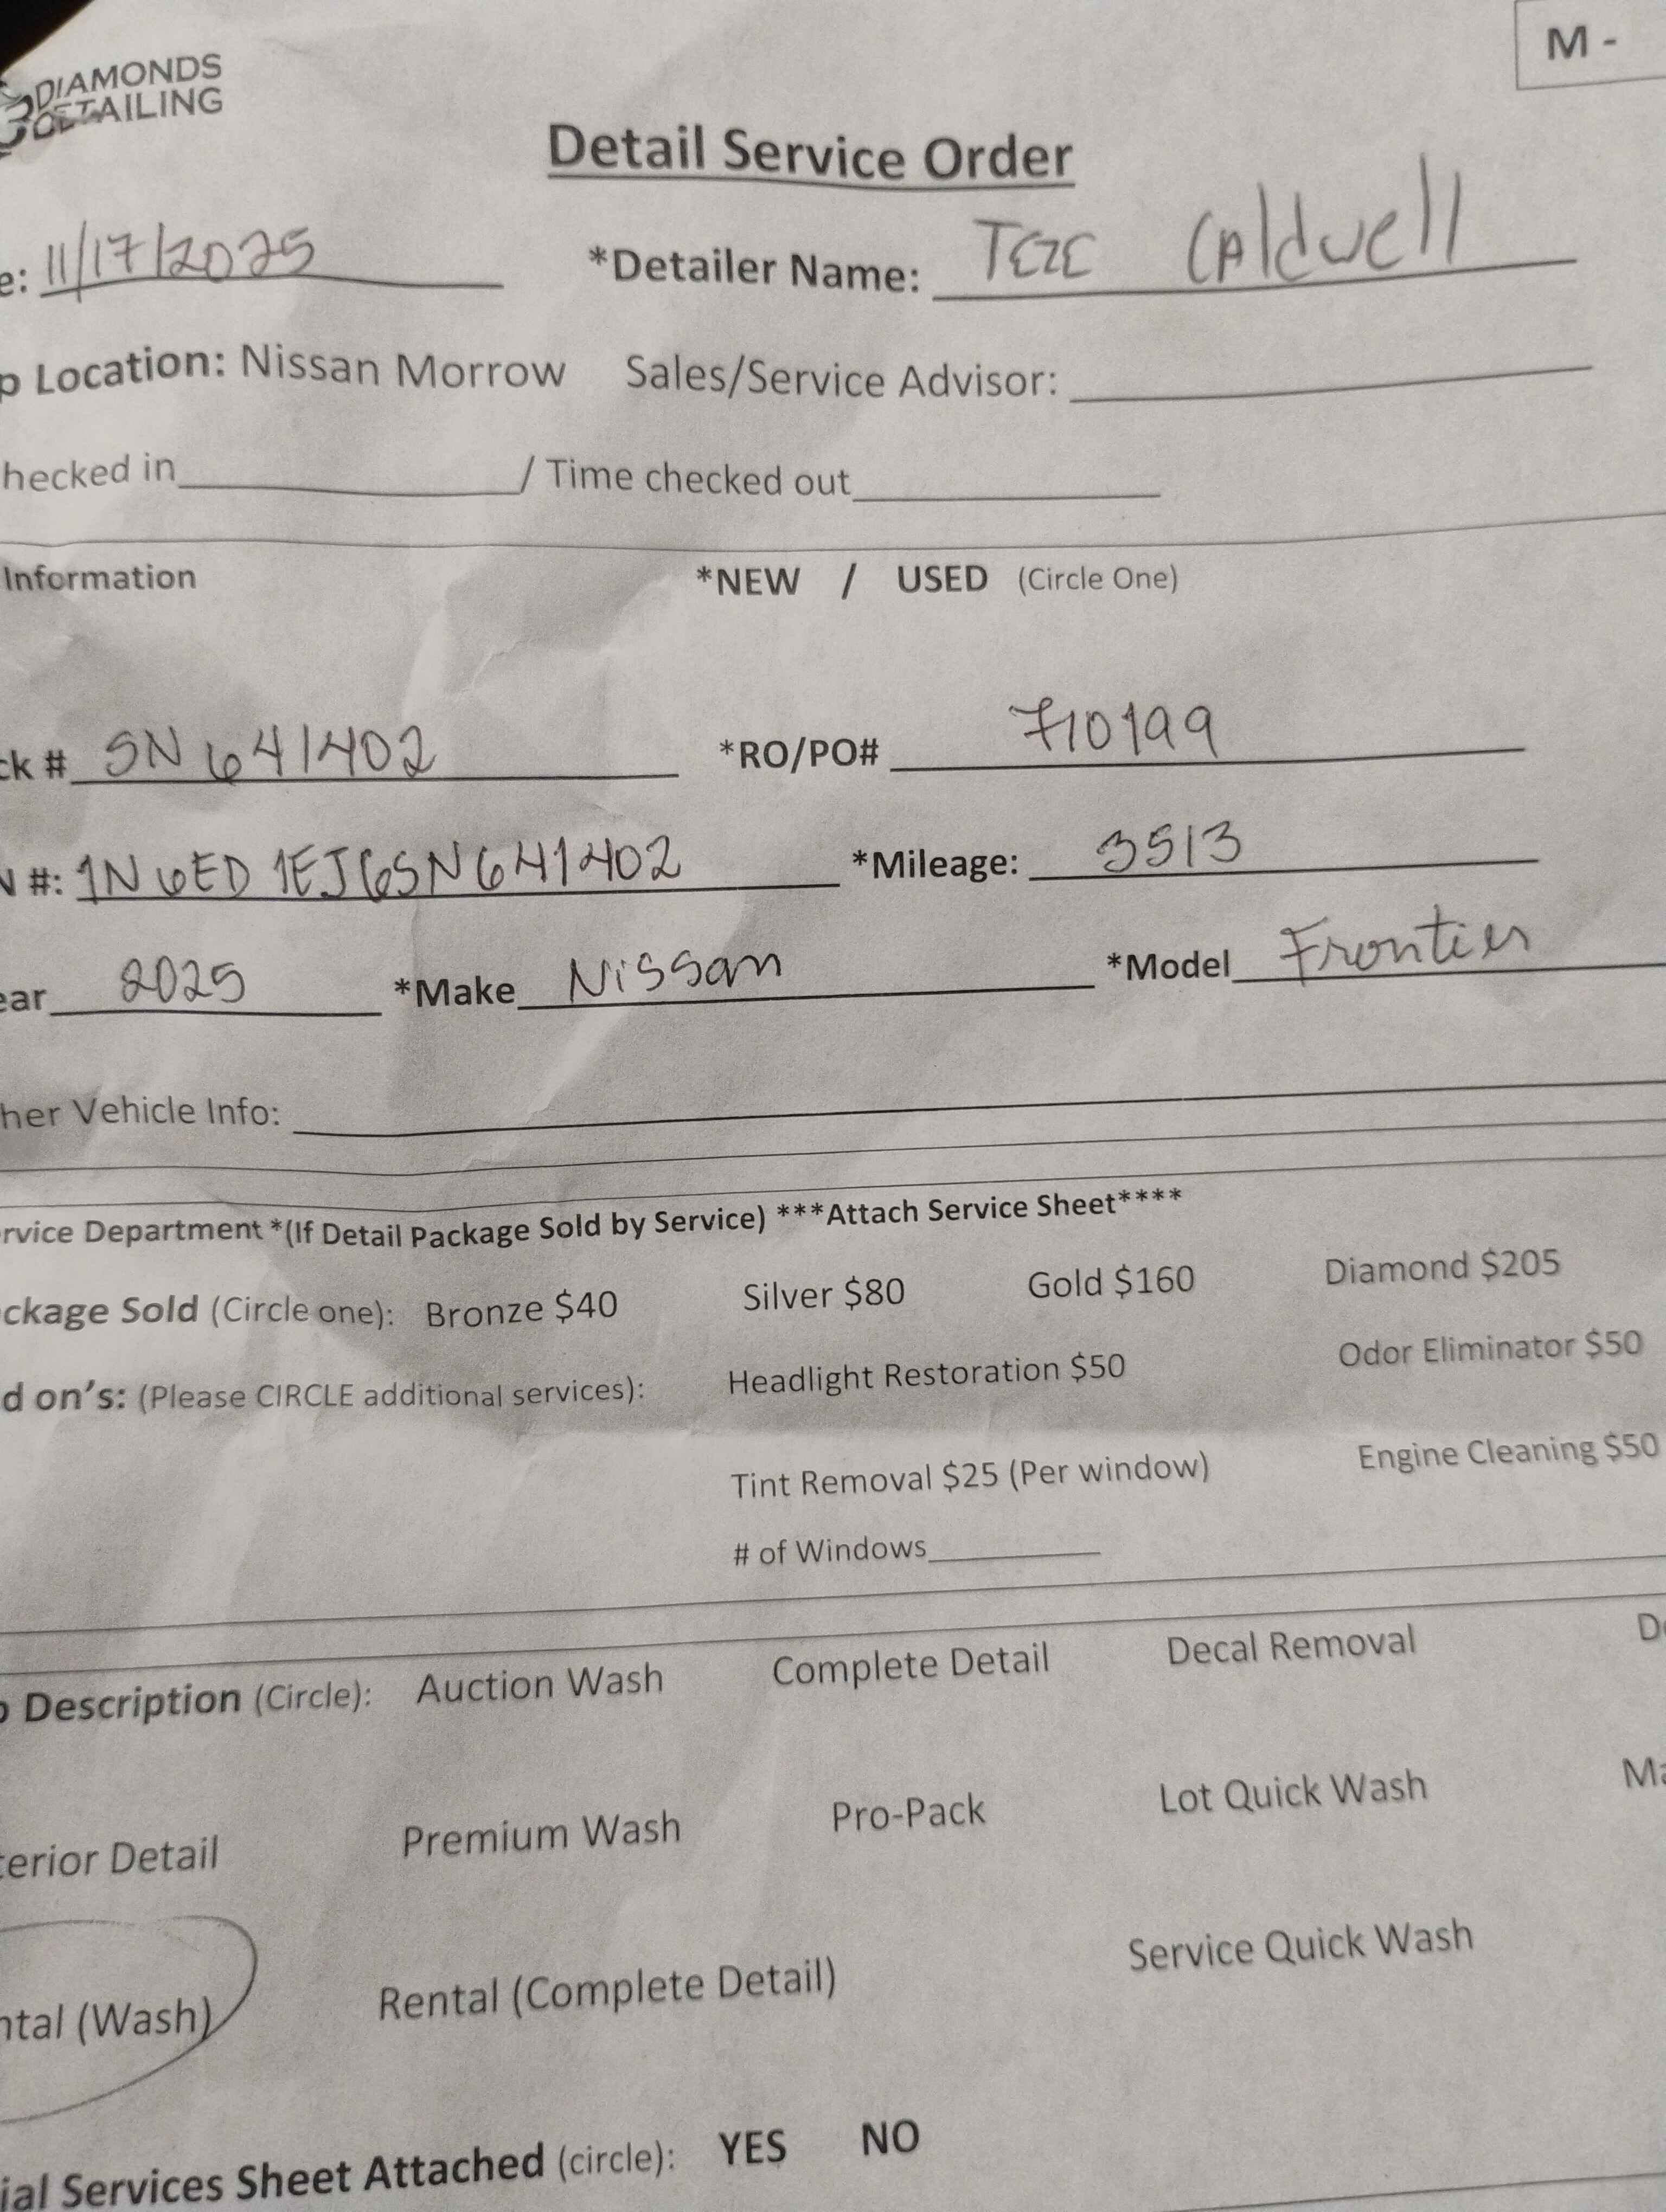 M -
3 DIAMONDS
DETAILING
Detail Service Order
e: 11/17/2025 *Detailer Name: TEZE CAldwell
p Location: Nissan Morrow Sales/Service Advisor:
hecked in / Time checked out
Information *NEW / USED (Circle One)
ck # SN641402 *RO/PO# 710199
N #: 1N6ED1EJ6SN641402 *Mileage: 3513
ear 2025 *Make Nissan *Model Frontier
her Vehicle Info:
rvice Department *(If Detail Package Sold by Service) ***Attach Service Sheet****
ckage Sold (Circle one): Bronze $40 Silver $80 Gold $160 Diamond $205
d on's: (Please CIRCLE additional services): Headlight Restoration $50 Odor Eliminator $50
Tint Removal $25 (Per window) Engine Cleaning $50
# of Windows
Description (Circle): Auction Wash Complete Detail Decal Removal De
terior Detail Premium Wash Pro-Pack Lot Quick Wash Ma
ntal (Wash) Rental (Complete Detail) Service Quick Wash
ial Services Sheet Attached (circle): YES NO